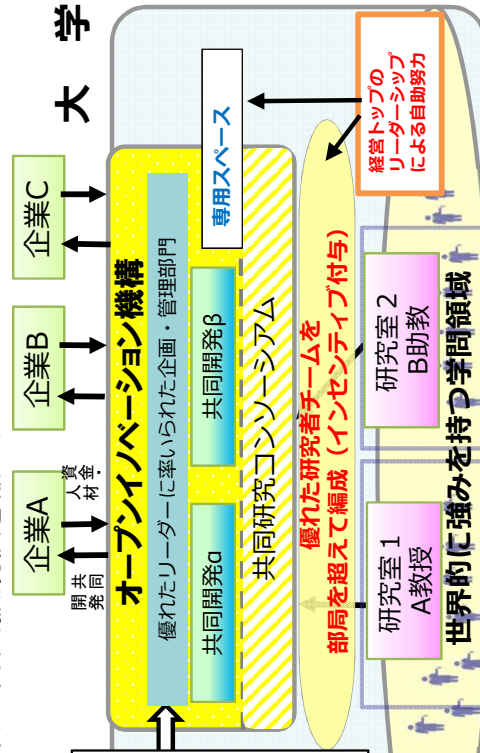 大学
企業A
企業B
企業C
共同
開発
資金・
人材
オープンイノベーション機構
優れたリーダーに率いられた企画・管理部門
共同開発α
共同開発β
専用スペース
共同研究コンソーシアム
優れた研究者チームを
部局を超えて編成（インセンティブ付与）
経営トップの
リーダーシップ
による自助努力
研究室１
A教授
研究室２
B助教
世界的に強みを持つ学問領域